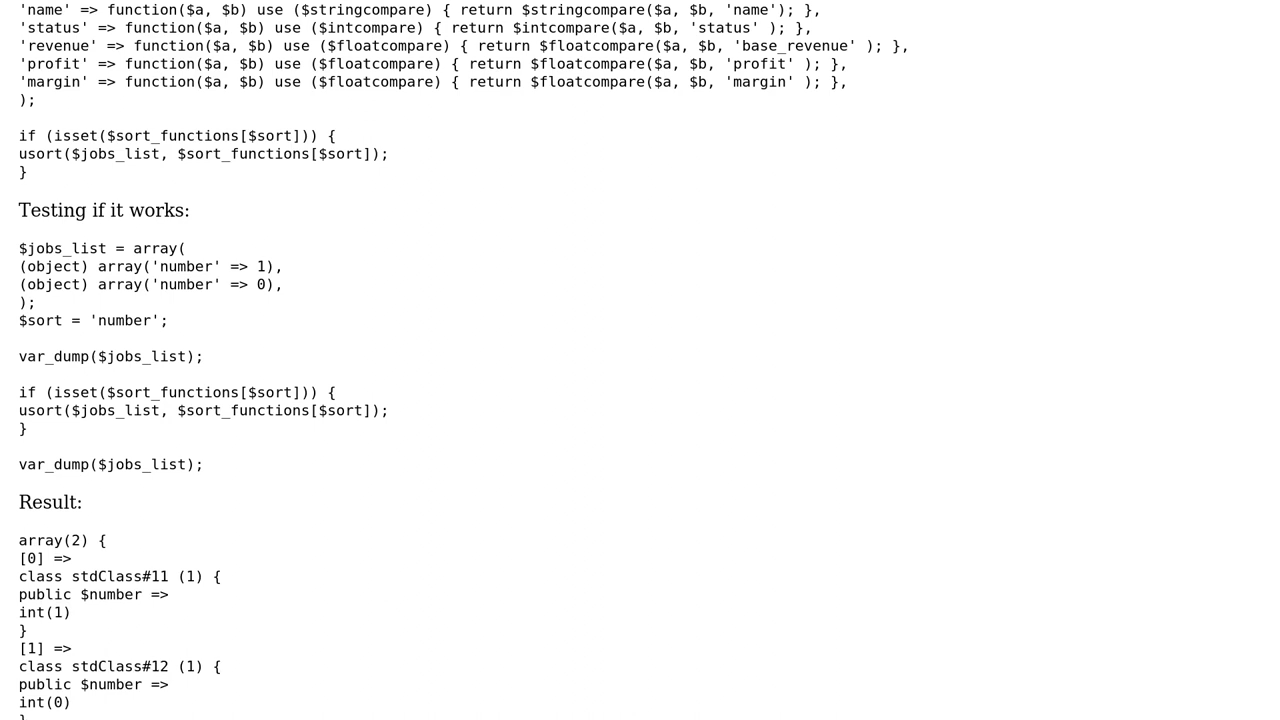 'name' => function($a, $b) use ($stringcompare) { return $stringcompare($a, $b, 'name'); },
'status' => function($a, $b) use ($intcompare) { return $intcompare($a, $b, 'status' ); },
'revenue' => function($a, $b) use ($floatcompare) { return $floatcompare($a, $b, 'base_revenue' ); },
'profit' => function($a, $b) use ($floatcompare) { return $floatcompare($a, $b, 'profit' ); },
'margin' => function($a, $b) use ($floatcompare) { return $floatcompare($a, $b, 'margin' ); },
);
if (isset($sort_functions[$sort])) {
usort($jobs_list, $sort_functions[$sort]);
}
Testing if it works:
$jobs_list = array(
(object) array('number' => 1),
(object) array('number' => 0),
);
$sort = 'number';
var_dump($jobs_list);
if (isset($sort_functions[$sort])) {
usort($jobs_list, $sort_functions[$sort]);
}
var_dump($jobs_list);
Result:
array(2) {
[0] =>
class stdClass#11 (1) {
public $number =>
int(1)
}
[1] =>
class stdClass#12 (1) {
public $number =>
int(0)
}